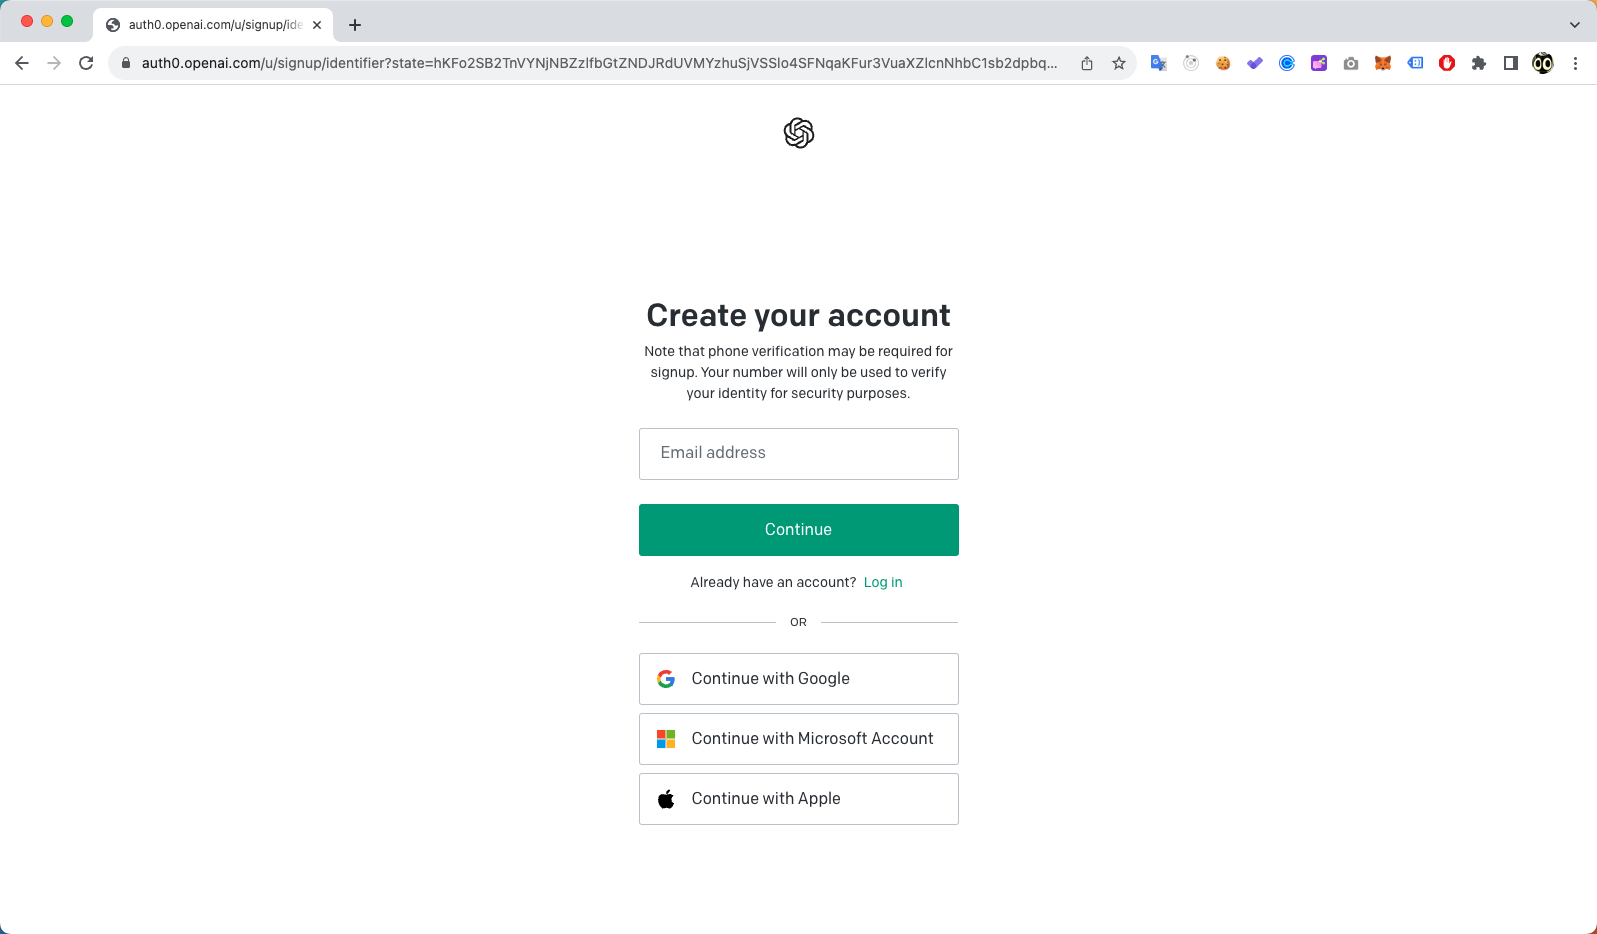 auth0.openai.com/u/signup/ide
auth0.openai.com/u/signup/identifier?state=hKFo2SB2TnVYNjNBZzlfbGtZNDJRdUVMYzhuSjVSSlo4SFNqaKFur3VuaXZlcnNhbC1sb2dpbq...
Create your account
Note that phone verification may be required for
signup. Your number will only be used to verify
your identity for security purposes.
Email address
Continue
Already have an account? Log in
OR
Continue with Google
Continue with Microsoft Account
Continue with Apple